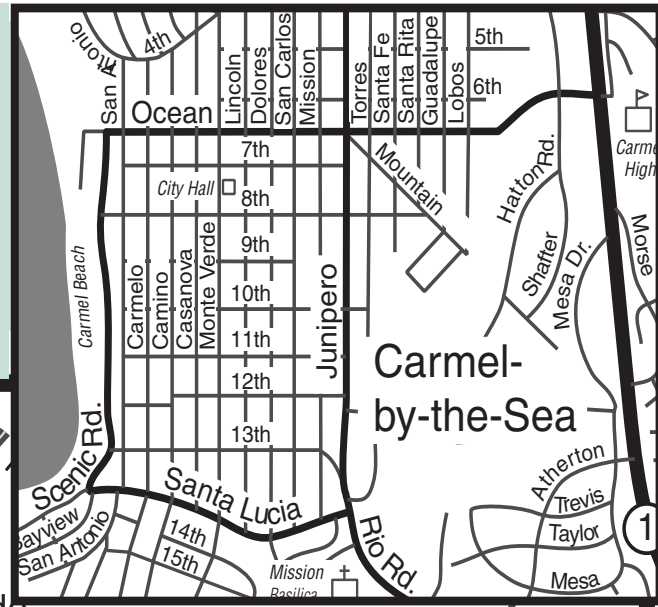 San Antonio
4th
Ocean
Lincoln
Dolores
San Carlos
Mission
Torres
Santa Fe
Santa Rita
Guadalupe
Lobos
5th
6th
Carme
High
7th
Mountain
Hatton Rd.
City Hall
8th
Carmel Beach
Carmelo
Camino
Casanova
Monte Verde
9th
10th
11th
12th
13th
Junipero
Shafter
Mesa Dr.
Morse
Carmel-
by-the-Sea
Scenic Rd.
Santa Lucia
Rio Rd.
Atherton
Trevis
Taylor
Mesa
1
Bayview
San Antonio
14th
15th
Mission
Basilica